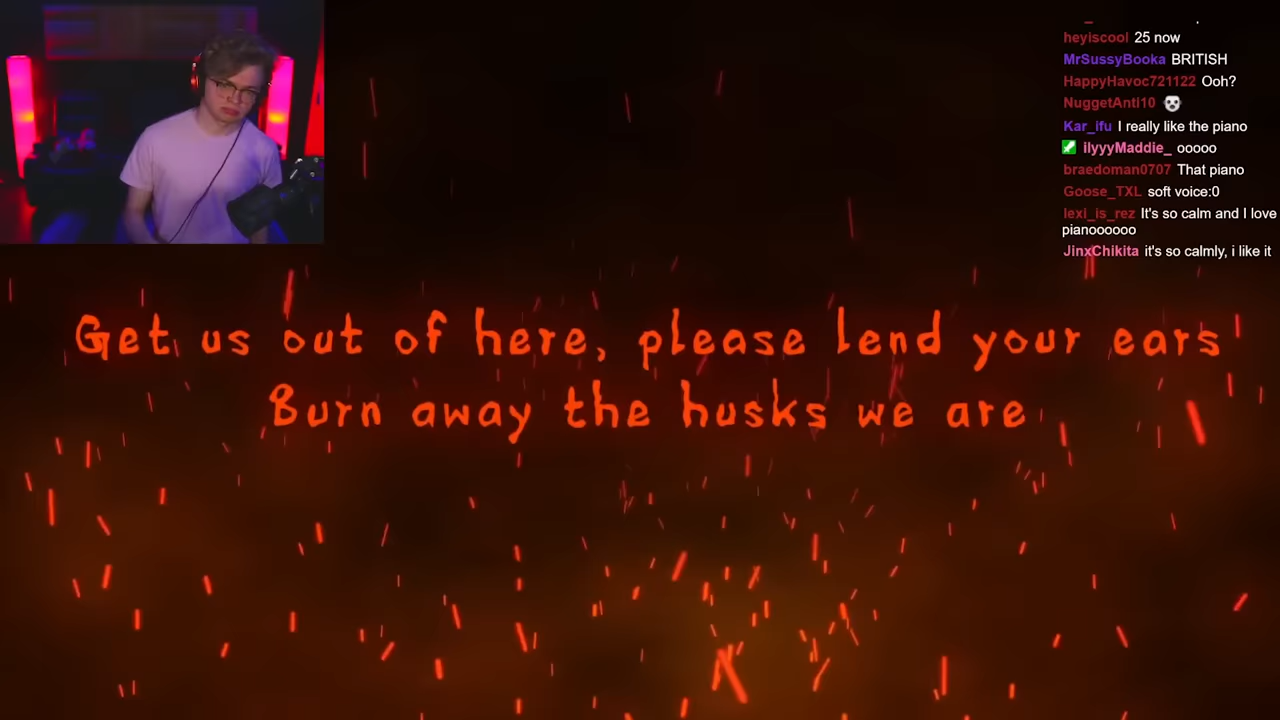 heyiscool 25 now
MrSussyBooka BRITISH
HappyHavoc721122 Ooh?
NuggetAnti10
Kar_ifu I really like the piano
ilyyyMaddie_ ooooo
braedoman0707 That piano
Goose_TXL soft voice:0
lexi_is_rez It's so calm and I love
pianoooooo
JinxChikita it's so calmly, i like it
Get us out of here, please lend your ears
Burn away the husks we are